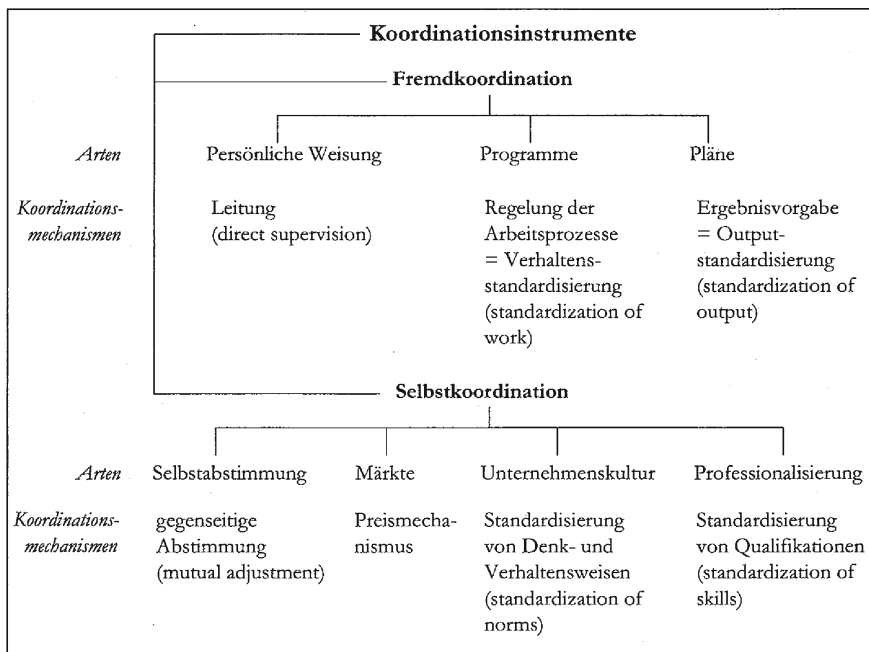 Koordinationsinstrumente
Fremdkoordination
Arten Persönliche Weisung Programme Pläne
Koordinations- Leitung Regelung der Ergebnisvorgabe
mechanismen (direct supervision) Arbeitsprozesse = Output-
= Verhaltens- standardisierung
standardisierung (standardization of
(standardization of output)
work)
Selbstkoordination
Arten Selbstabstimmung Märkte Unternehmenskultur Professionalisierung
Koordinations- gegenseitige Preismecha- Standardisierung Standardisierung
mechanismen Abstimmung nismus von Denk- und von Qualifikationen
(mutual adjustment) Verhaltensweisen (standardization of
(standardization of skills)
norms)